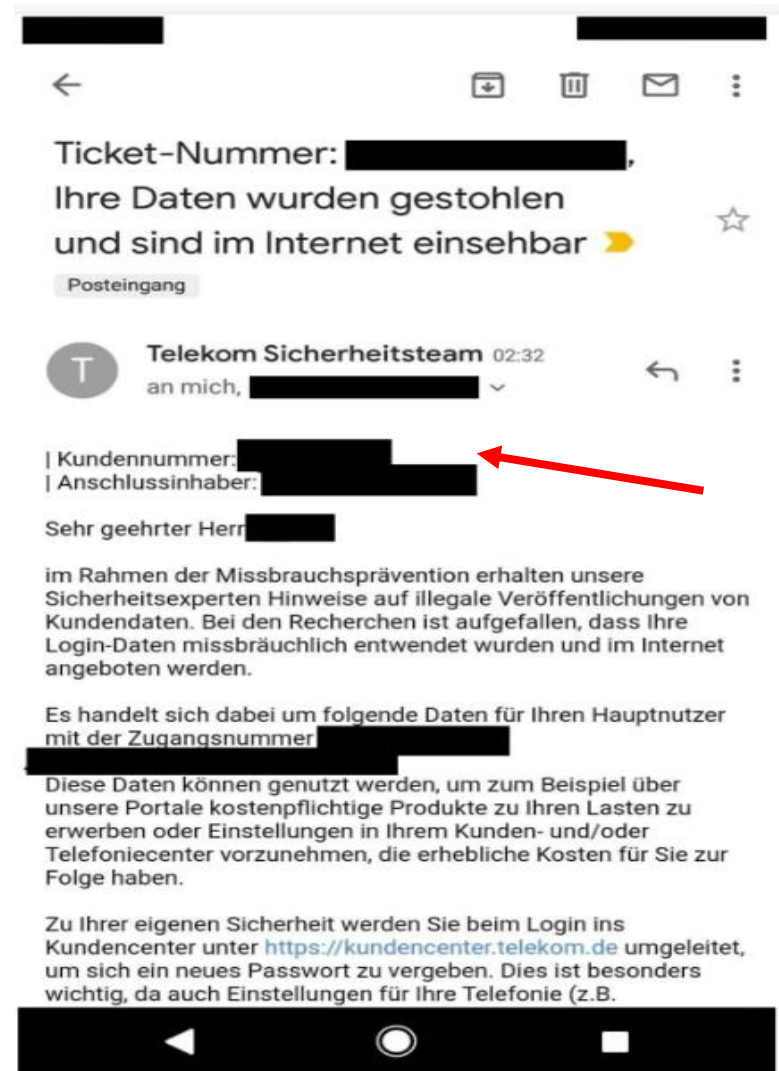 Ticket-Nummer: ,
Ihre Daten wurden gestohlen
und sind im Internet einsehbar
Posteingang
T
Telekom Sicherheitsteam 02:32
an mich,
| Kundennummer:
| Anschlussinhaber:
Sehr geehrter Herr
im Rahmen der Missbrauchsprävention erhalten unsere
Sicherheitsexperten Hinweise auf illegale Veröffentlichungen von
Kundendaten. Bei den Recherchen ist aufgefallen, dass Ihre
Login-Daten missbräuchlich entwendet wurden und im Internet
angeboten werden.
Es handelt sich dabei um folgende Daten für Ihren Hauptnutzer
mit der Zugangsnummer
Diese Daten können genutzt werden, um zum Beispiel über
unsere Portale kostenpflichtige Produkte zu Ihren Lasten zu
erwerben oder Einstellungen in Ihrem Kunden- und/oder
Telefoniecenter vorzunehmen, die erhebliche Kosten für Sie zur
Folge haben.
Zu Ihrer eigenen Sicherheit werden Sie beim Login ins
Kundencenter unter https://kundencenter.telekom.de umgeleitet,
um sich ein neues Passwort zu vergeben. Dies ist besonders
wichtig, da auch Einstellungen für Ihre Telefonie (z.B.